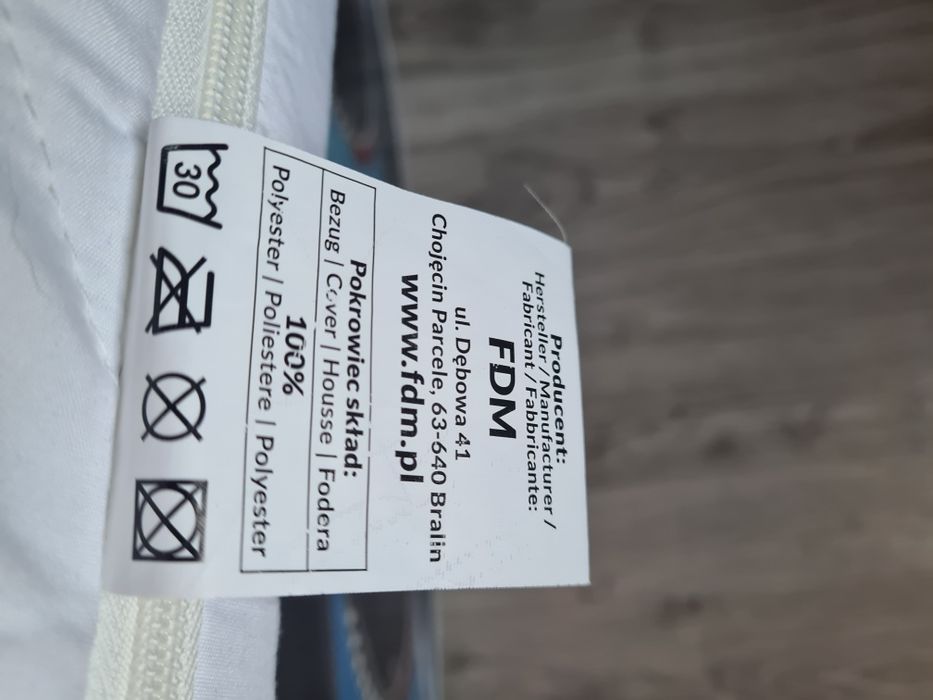 Producent:
Hersteller / Manufacturer /
Fabricant / Fabbricante:
FDM
ul. Dębowa 41
Chojęcin Parcele, 63-640 Bralin
www.fdm.pl
Pokrowiec skład:
Bezug | Cover | Housse | Fodera
100%
Polyester | Poliestere | Polyester
30